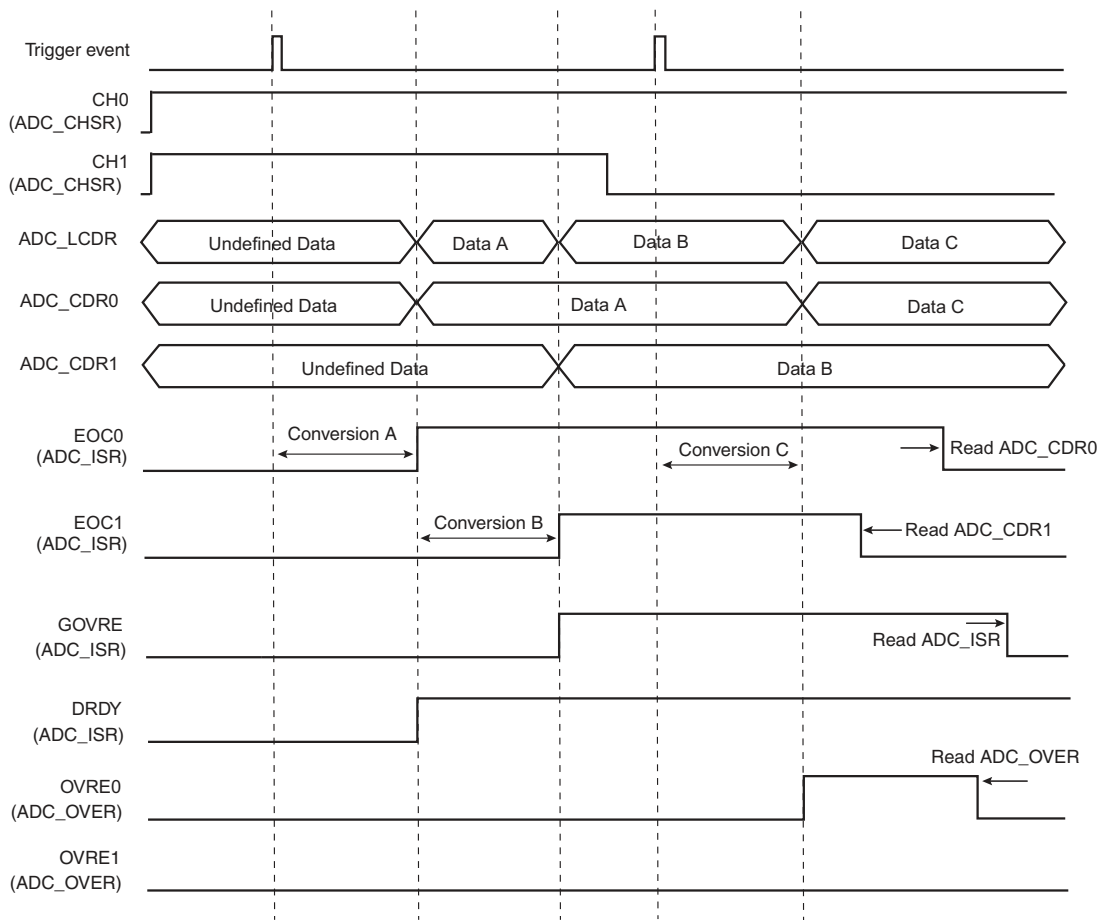 Trigger event
CH0
(ADC_CHSR)
CH1
(ADC_CHSR)
ADC_LCDR
Undefined Data
Data A
Data B
Data C
ADC_CDR0
Undefined Data
Data A
Data C
ADC_CDR1
Undefined Data
Data B
EOC0
(ADC_ISR)
Conversion A
Conversion C
Read ADC_CDR0
EOC1
(ADC_ISR)
Conversion B
Read ADC_CDR1
GOVRE
(ADC_ISR)
Read ADC_ISR
DRDY
(ADC_ISR)
Read ADC_OVER
OVRE0
(ADC_OVER)
OVRE1
(ADC_OVER)